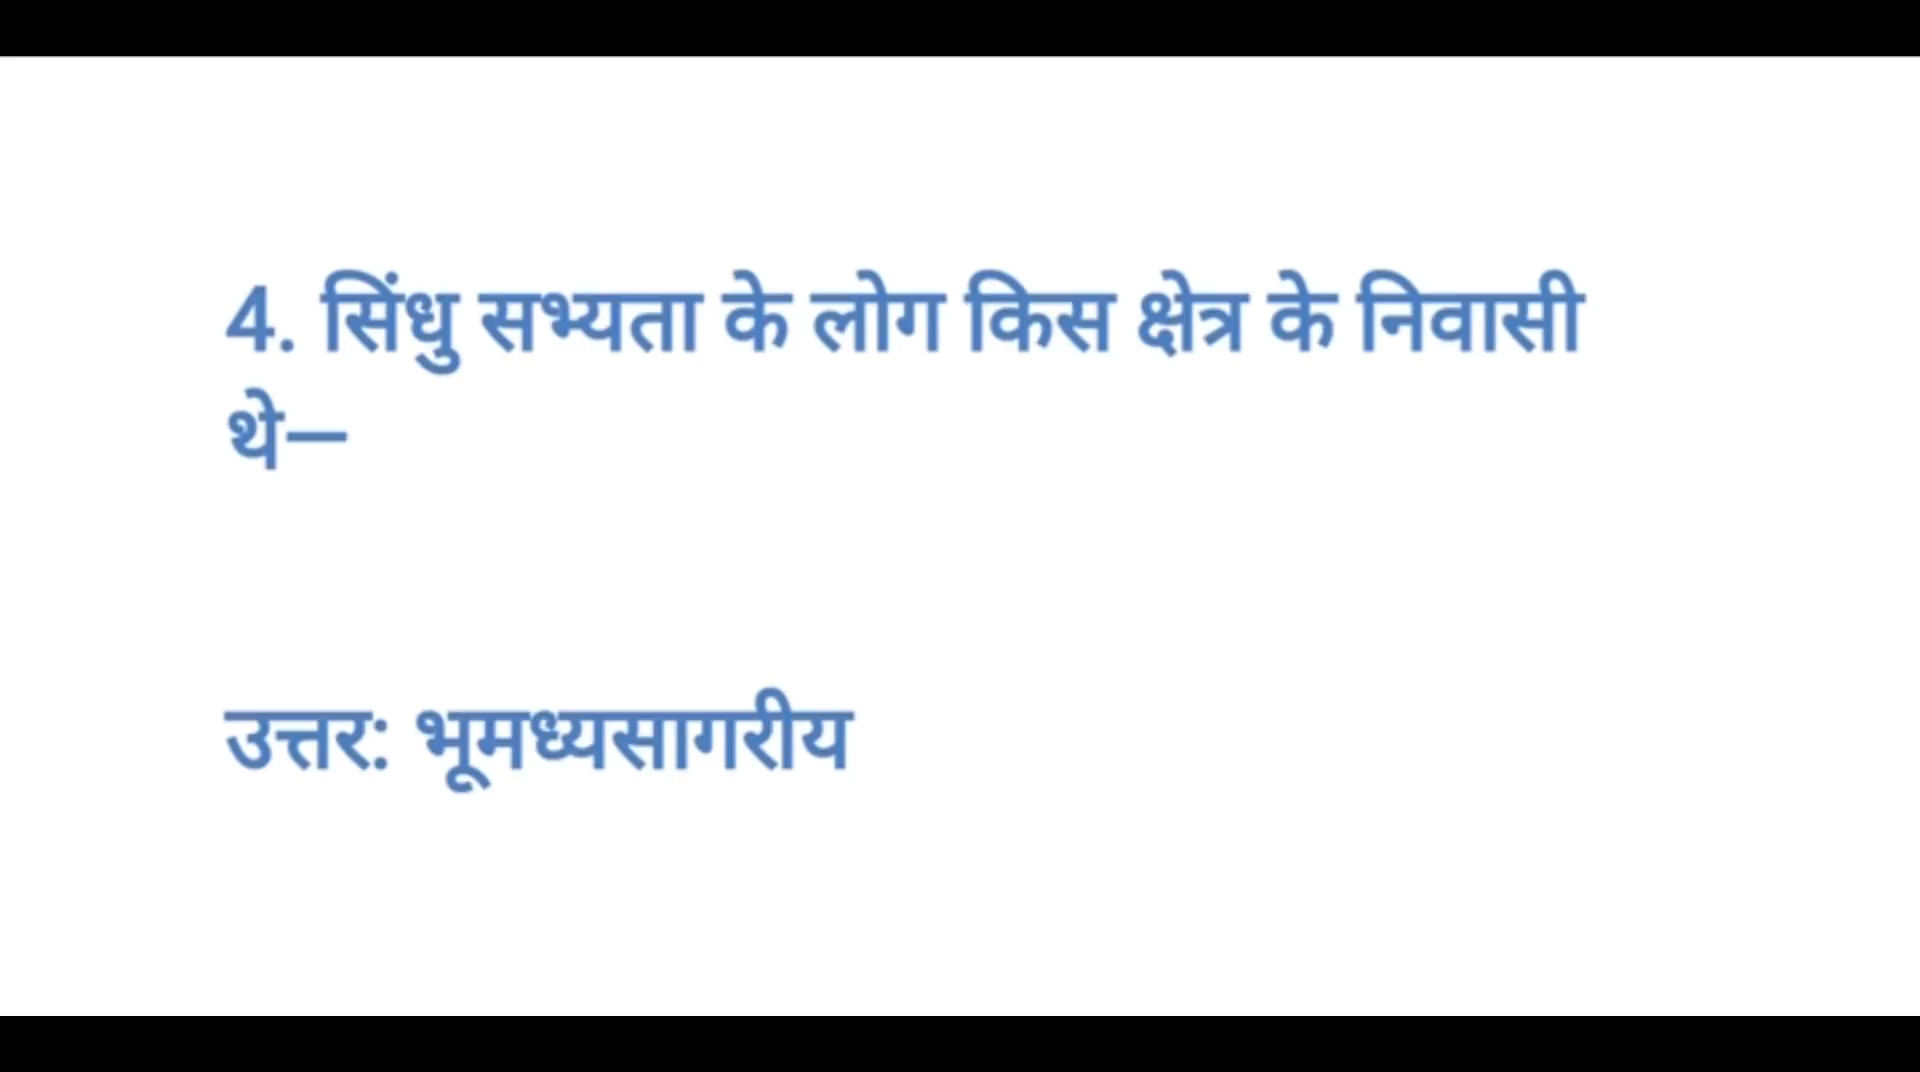 4. सिंधु सभ्यता के लोग किस क्षेत्र के निवासी
थे—
उत्तर: भूमध्यसागरीय